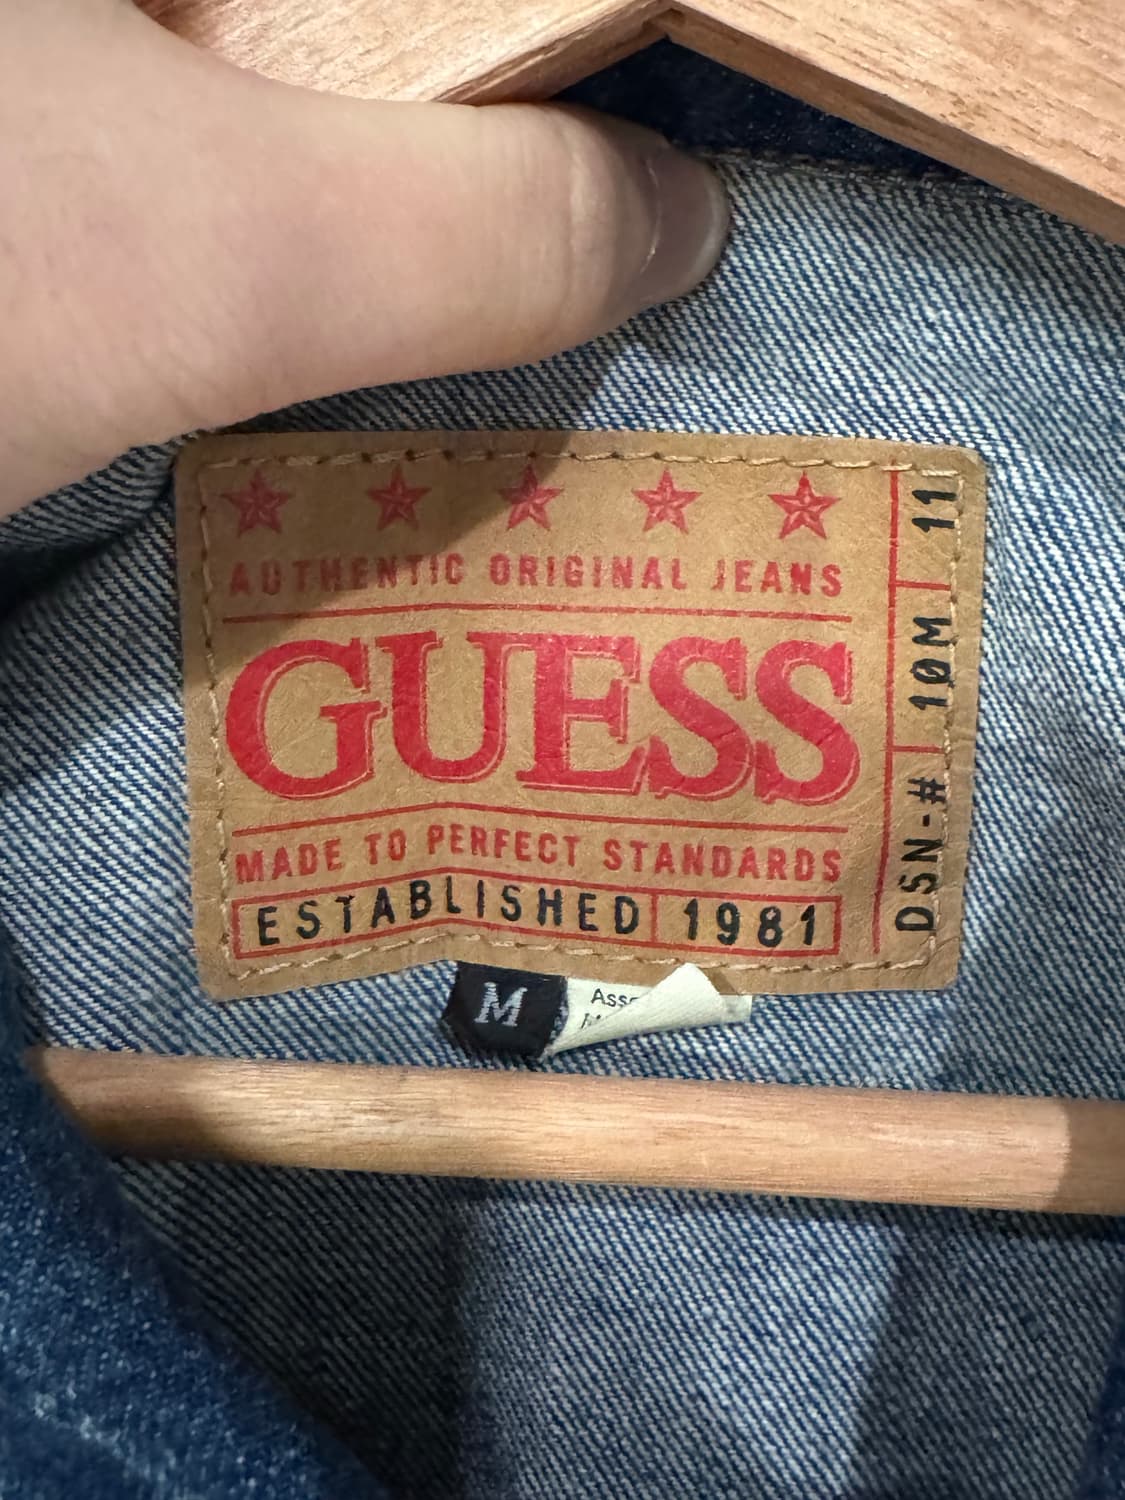 AUTHENTIC ORIGINAL JEANS
GUESS
MADE TO PERFECT STANDARDS
ESTABLISHED 1981
DSN-# 10M 11
M